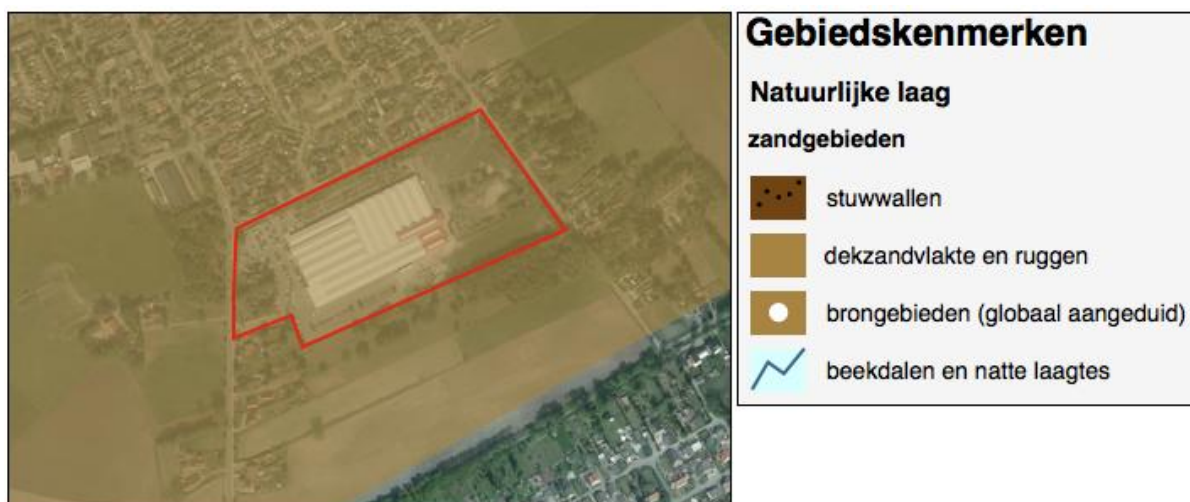 Gebiedskenmerken
Natuurlijke laag
zandgebieden
stuwwallen
dekzandvlakte en ruggen
brongebieden (globaal aangeduid)
beekdalen en natte laagtes